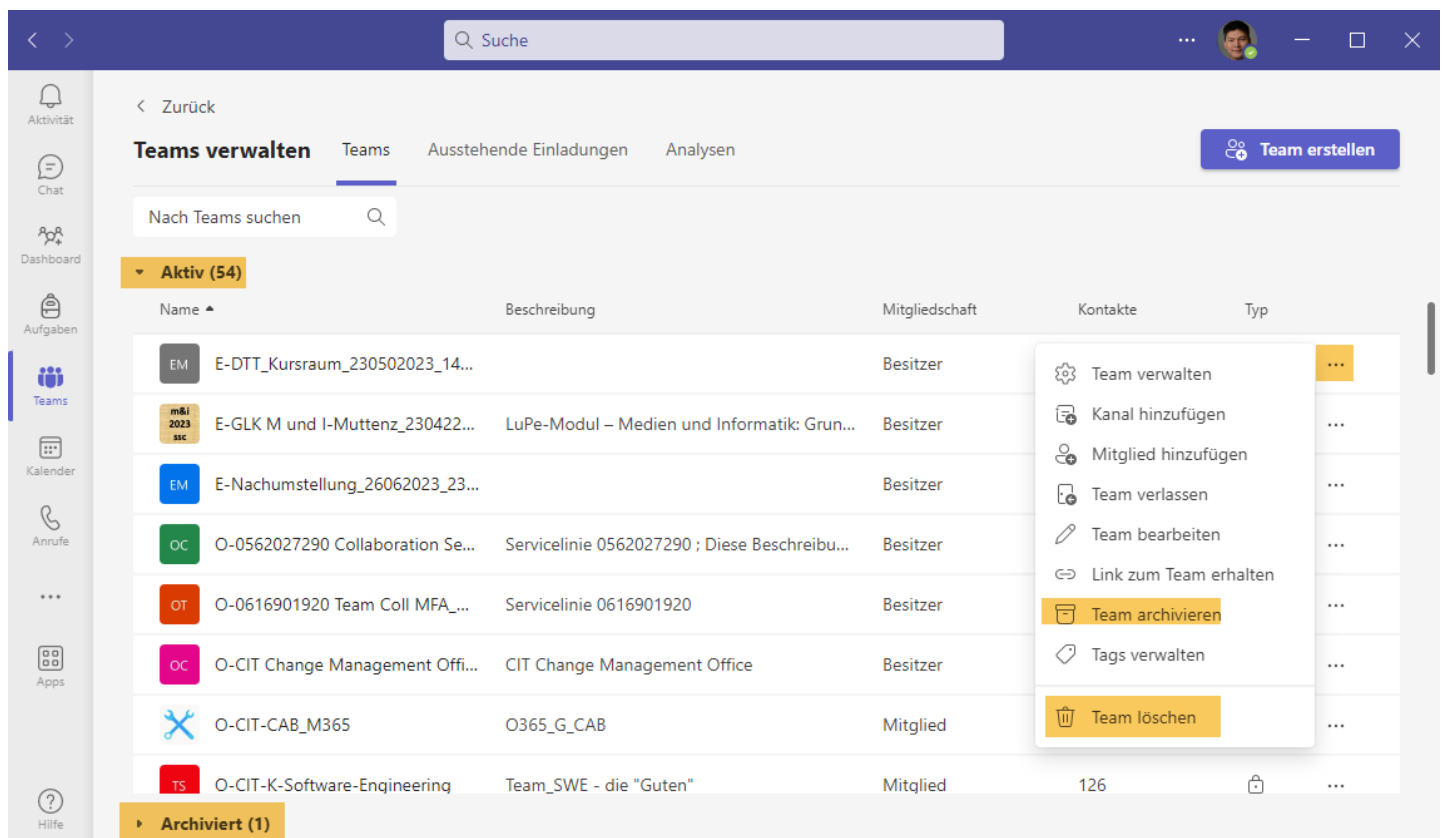 Suche
Aktivität
Chat
Dashboard
Aufgaben
Teams
Kalender
Anrufe
Apps
Hilfe
Zurück
Teams verwalten Teams Ausstehende Einladungen Analysen Team erstellen
Nach Teams suchen
Aktiv (54)
Name Beschreibung Mitgliedschaft Kontakte Typ
EM E-DTT_Kursraum_230502023_14... Besitzer ...
m&i
2023
ssc
E-GLK M und I-Muttenz_230422... LuPe-Modul – Medien und Informatik: Grun... Besitzer ...
EM E-Nachumstellung_26062023_23... Besitzer ...
OC O-0562027290 Collaboration Se... Servicelinie 0562027290 ; Diese Beschreibu... Besitzer ...
OT O-0616901920 Team Coll MFA_... Servicelinie 0616901920 Besitzer ...
OC O-CIT Change Management Offi... CIT Change Management Office Besitzer ...
O-CIT-CAB_M365 O365_G_CAB Mitglied ...
TS O-CIT-K-Software-Engineering Team_SWE - die "Guten" Mitglied 126 ...
Team verwalten
Kanal hinzufügen
Mitglied hinzufügen
Team verlassen
Team bearbeiten
Link zum Team erhalten
Team archivieren
Tags verwalten
Team löschen
Archiviert (1)